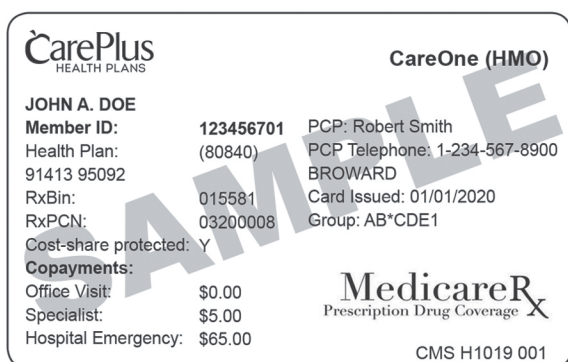 CarePlus
HEALTH PLANS
CareOne (HMO)
JOHN A. DOE
Member ID: 123456701
Health Plan: (80840)
91413 95092
RxBin: 015581
RxPCN: 03200008
Cost-share protected: Y
Copayments:
Office Visit: $0.00
Specialist: $5.00
Hospital Emergency: $65.00
PCP: Robert Smith
PCP Telephone: 1-234-567-8900
BROWARD
Card Issued: 01/01/2020
Group: AB*CDE1
MedicareRx
Prescription Drug Coverage
CMS H1019 001
SAMPLE